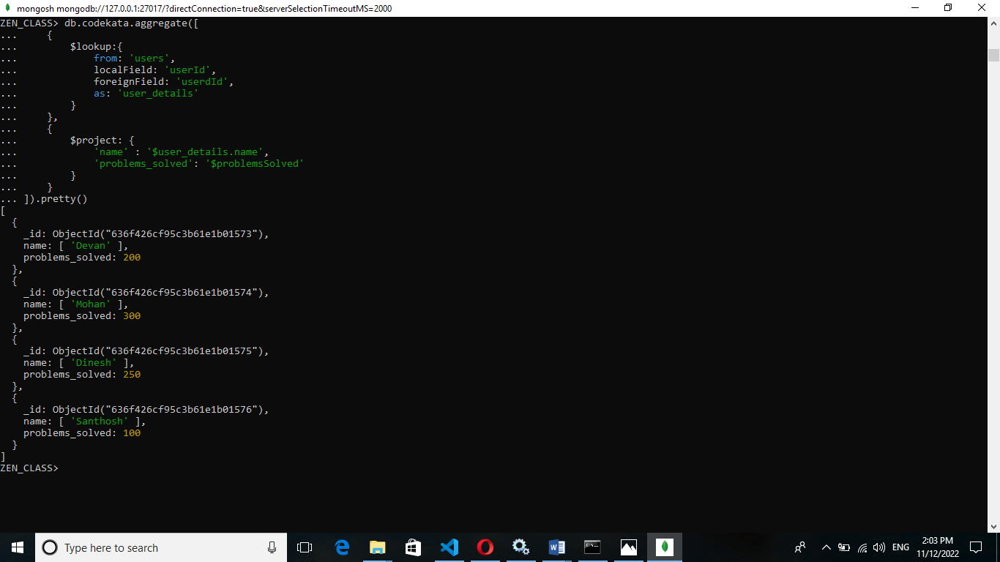 mongosh mongodb://127.0.0.1:27017/?directConnection=true&serverSelectionTimeoutMS=2000
ZEN_CLASS> db.codekata.aggregate([
...     {
...         $lookup:{
...             from: 'users',
...             localField: 'userId',
...             foreignField: 'userdId',
...             as: 'user_details'
...         }
...     },
...     {
...         $project: {
...             'name' : '$user_details.name',
...             'problems_solved': '$problemsSolved'
...         }
...     }
... ]).pretty()
[
  {
    _id: ObjectId("636f426cf95c3b61e1b01573"),
    name: [ 'Devan' ],
    problems_solved: 200
  },
  {
    _id: ObjectId("636f426cf95c3b61e1b01574"),
    name: [ 'Mohan' ],
    problems_solved: 300
  },
  {
    _id: ObjectId("636f426cf95c3b61e1b01575"),
    name: [ 'Dinesh' ],
    problems_solved: 250
  },
  {
    _id: ObjectId("636f426cf95c3b61e1b01576"),
    name: [ 'Santhosh' ],
    problems_solved: 100
  }
]
ZEN_CLASS>
Type here to search
ENG
2:03 PM
11/12/2022